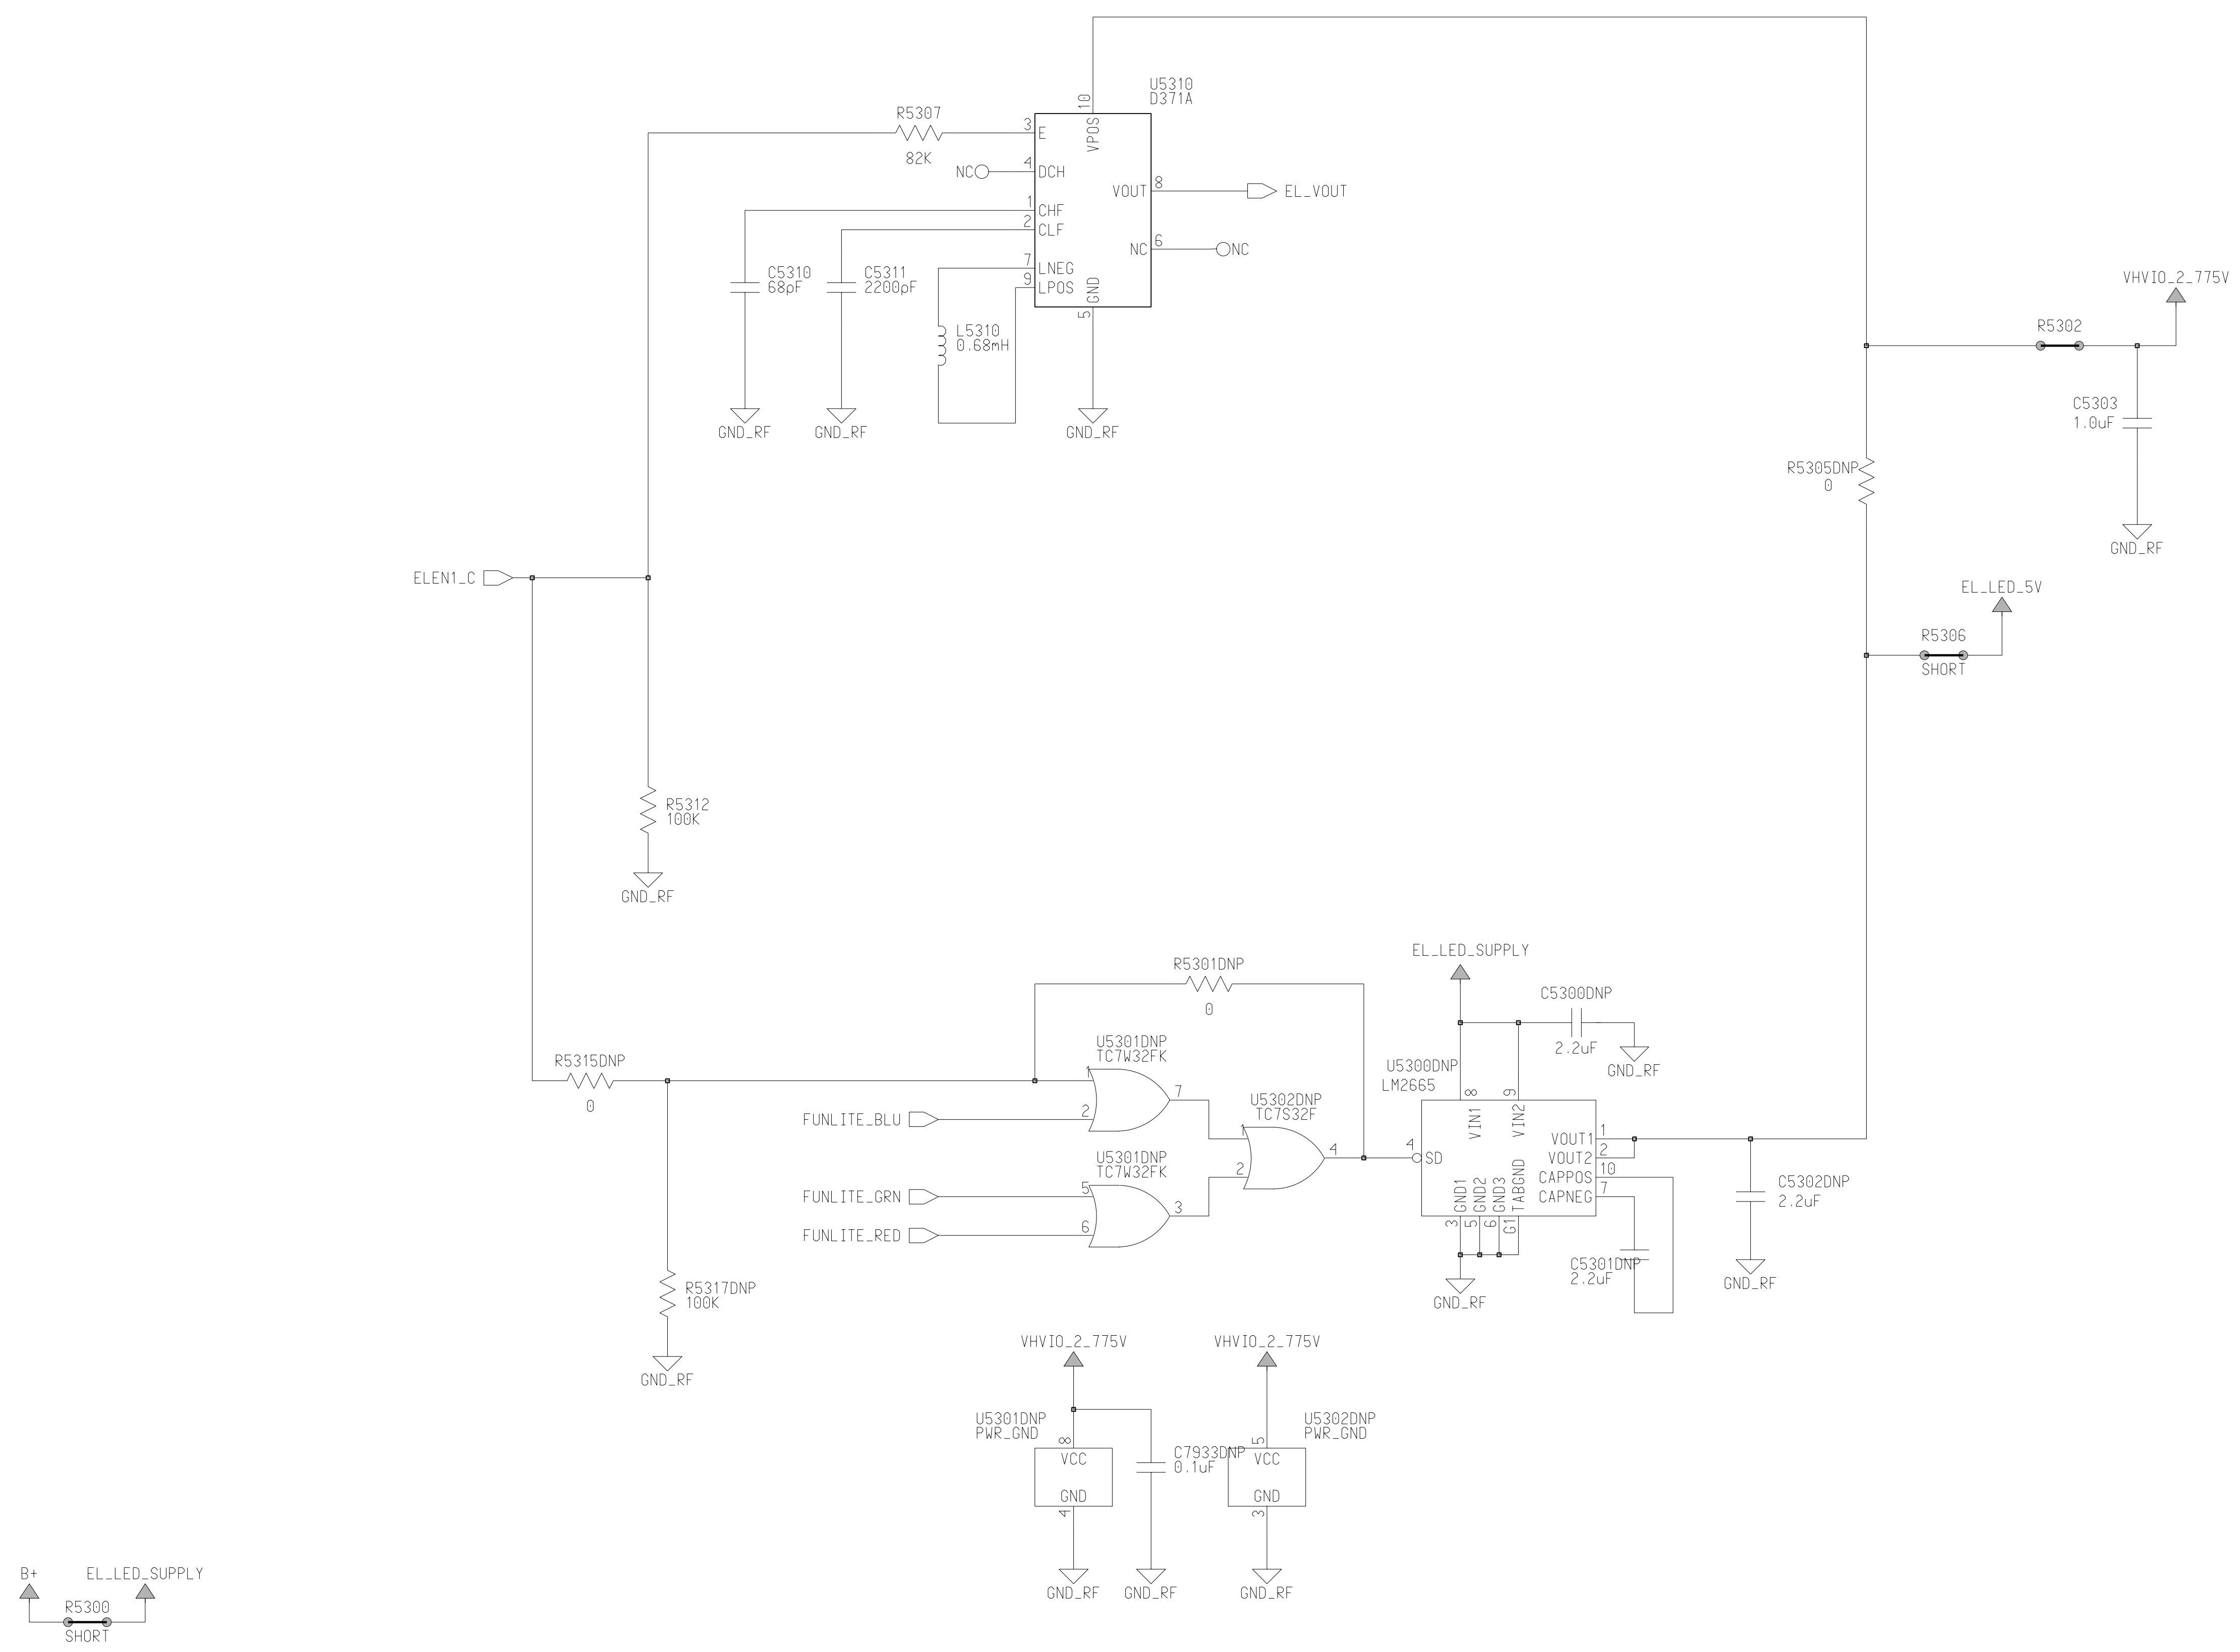 U5310
D371A
10
VPOS
R5307
82K
3
E
NC
4
DCH
1
CHF
2
CLF
7
LNEG
9
LPOS
VOUT
8
EL_VOUT
NC
6
NC
GND
5
C5310
68pF
C5311
2200pF
L5310
0.68mH
GND_RF
GND_RF
GND_RF
VHVIO_2_775V
R5302
C5303
1.0uF
GND_RF
R5305DNP
0
ELEN1_C
EL_LED_5V
R5306
SHORT
R5312
100K
GND_RF
R5301DNP
0
EL_LED_SUPPLY
C5300DNP
2.2uF
GND_RF
U5301DNP
TC7W32FK
1
7
2
FUNLITE_BLU
R5315DNP
0
U5302DNP
TC7S32F
1
4
2
U5301DNP
TC7W32FK
5
3
6
FUNLITE_GRN
FUNLITE_RED
U5300DNP
LM2665
8
9
VIN1
VIN2
4
SD
VOUT1
1
VOUT2
2
CAPPOS
10
CAPNEG
7
GND1
GND2
GND3
TABGND
3
5
6
G1
GND_RF
C5301DNP
2.2uF
C5302DNP
2.2uF
GND_RF
R5317DNP
100K
GND_RF
VHVIO_2_775V
VHVIO_2_775V
U5301DNP
PWR_GND
8
VCC
GND
4
C7933DNP
0.1uF
U5302DNP
PWR_GND
5
VCC
GND
3
GND_RF
GND_RF
GND_RF
B+
EL_LED_SUPPLY
R5300
SHORT